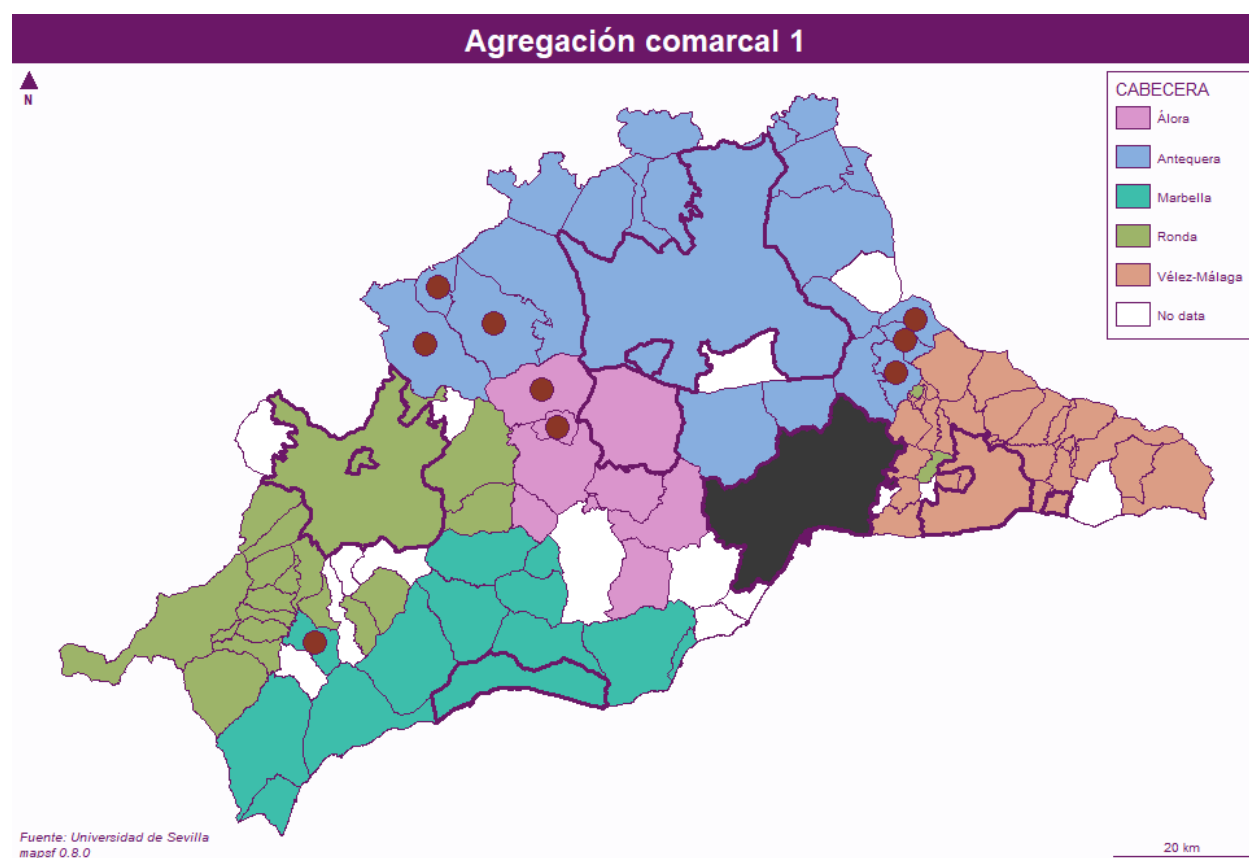 Agregación comarcal 1
N
CABECERA
Álora
Antequera
Marbella
Ronda
Vélez-Málaga
No data
Fuente: Universidad de Sevilla
mapsf 0.8.0
20 km